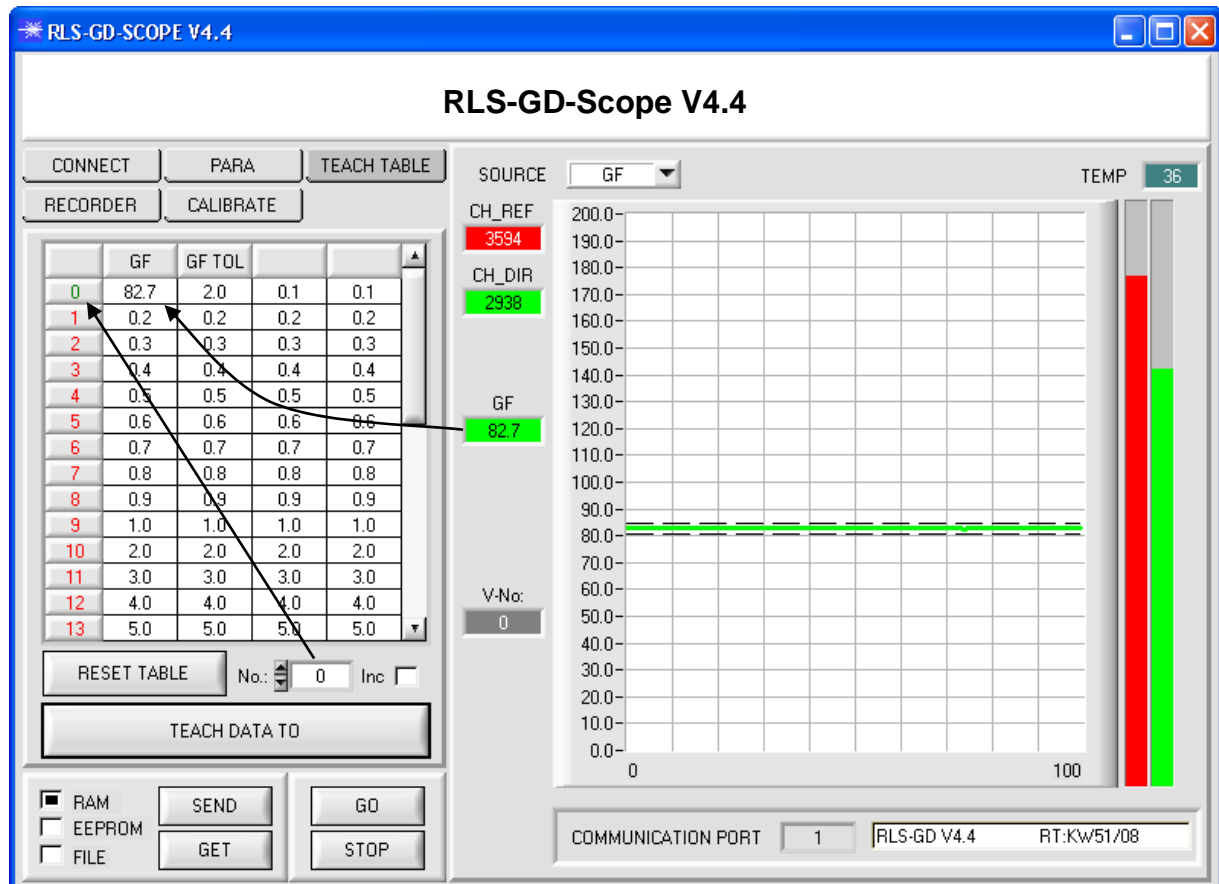 RLS-GD-SCOPE V4.4
RLS-GD-Scope V4.4
CONNECT PARA TEACH TABLE
RECORDER CALIBRATE
GF GF TOL
0 82.7 2.0 0.1 0.1
1 0.2 0.2 0.2 0.2
2 0.3 0.3 0.3 0.3
3 0.4 0.4 0.4 0.4
4 0.5 0.5 0.5 0.5
5 0.6 0.6 0.6 0.6
6 0.7 0.7 0.7 0.7
7 0.8 0.8 0.8 0.8
8 0.9 0.9 0.9 0.9
9 1.0 1.0 1.0 1.0
10 2.0 2.0 2.0 2.0
11 3.0 3.0 3.0 3.0
12 4.0 4.0 4.0 4.0
13 5.0 5.0 5.0 5.0
RESET TABLE No.: 0 Inc
TEACH DATA TO
RAM
EEPROM
FILE
SEND
GET
GO
STOP
SOURCE GF
TEMP 36
CH_REF
3594
CH_DIR
2938
GF
82.7
V-No:
0
200.0
190.0
180.0
170.0
160.0
150.0
140.0
130.0
120.0
110.0
100.0
90.0
80.0
70.0
60.0
50.0
40.0
30.0
20.0
10.0
0.0
0 100
COMMUNICATION PORT 1 RLS-GD V4.4 RT:KW51/08